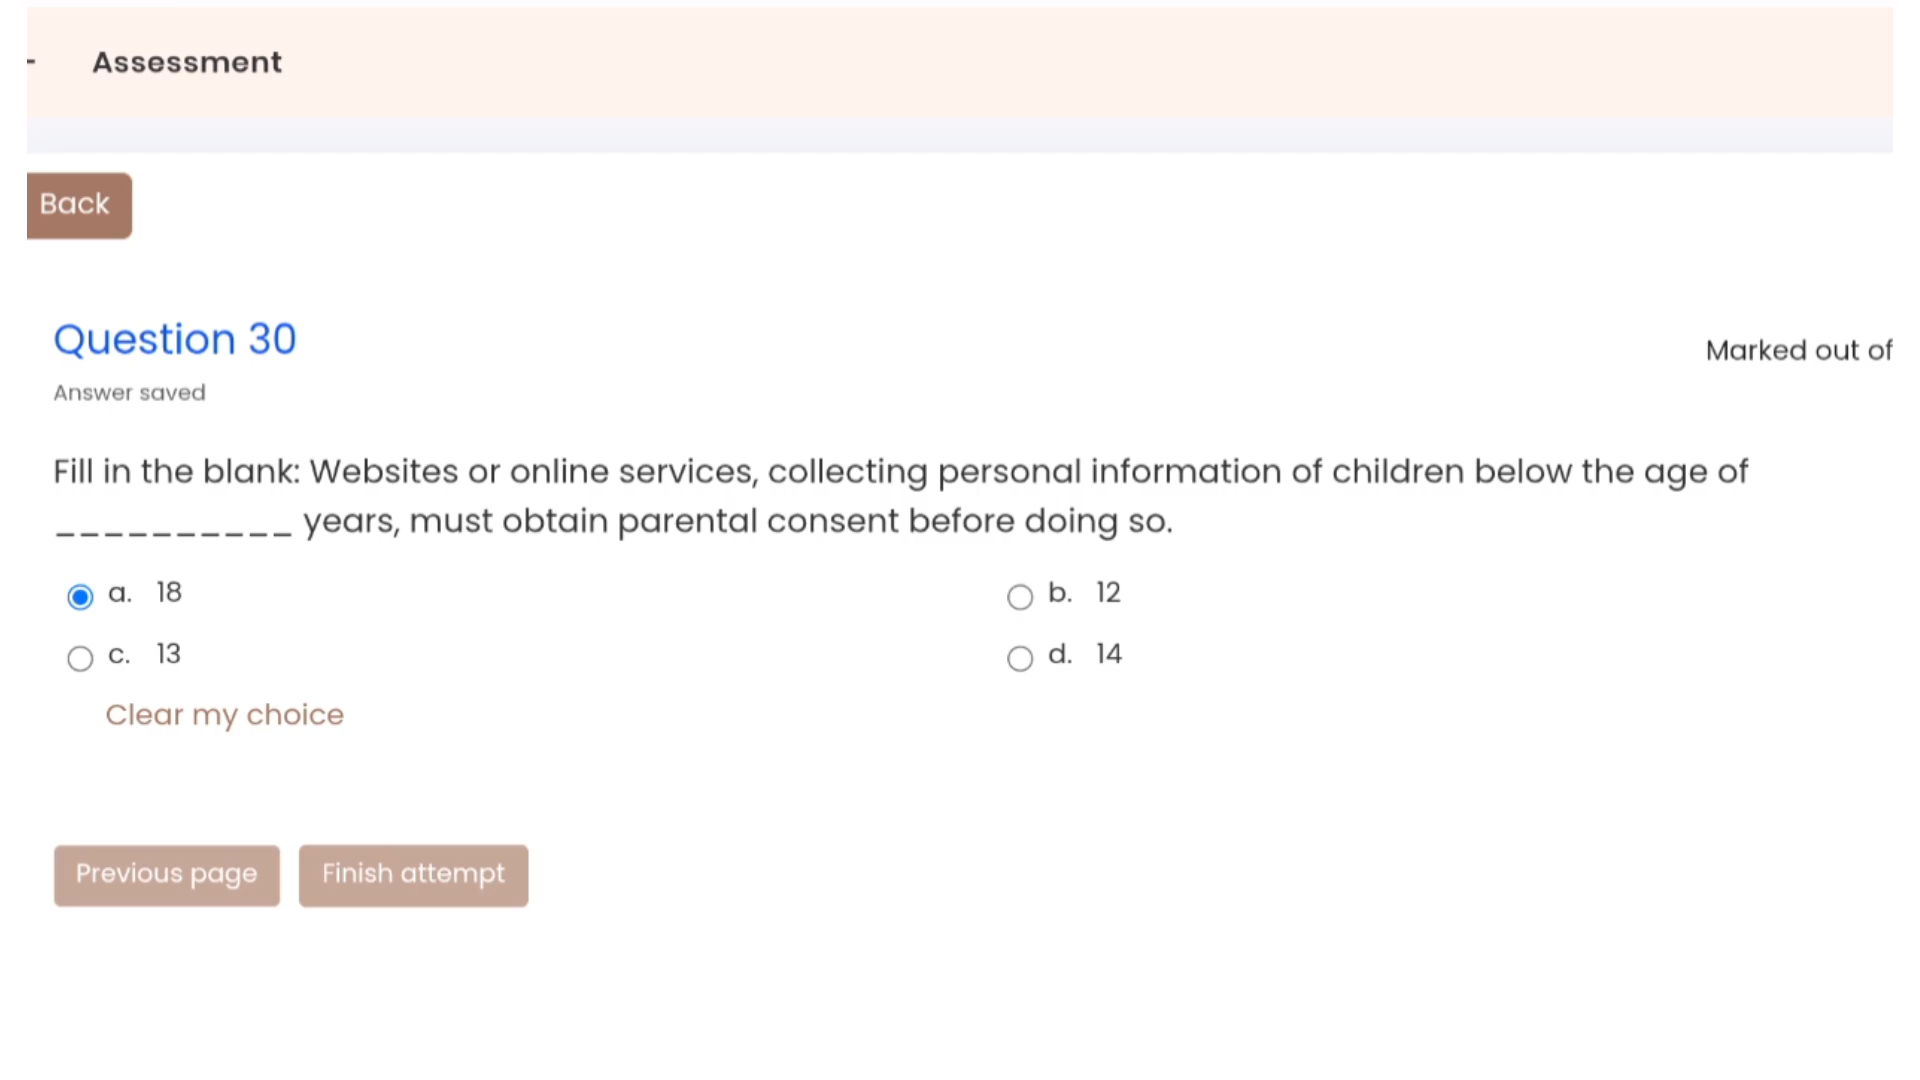 Assessment
Back
Question 30
Marked out of
Answer saved
Fill in the blank: Websites or online services, collecting personal information of children below the age of
__________ years, must obtain parental consent before doing so.
a. 18
b. 12
c. 13
d. 14
Clear my choice
Previous page
Finish attempt